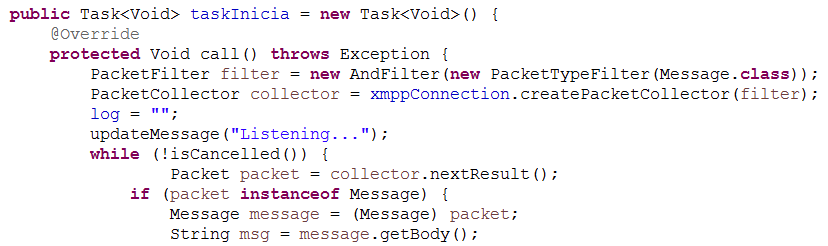 public Task<Void> taskInicia = new Task<Void>() {
@Override
protected Void call() throws Exception {
PacketFilter filter = new AndFilter(new PacketTypeFilter(Message.class));
PacketCollector collector = xmppConnection.createPacketCollector(filter);
log = "";
updateMessage("Listening...");
while (!isCancelled()) {
Packet packet = collector.nextResult();
if (packet instanceof Message) {
Message message = (Message) packet;
String msg = message.getBody();